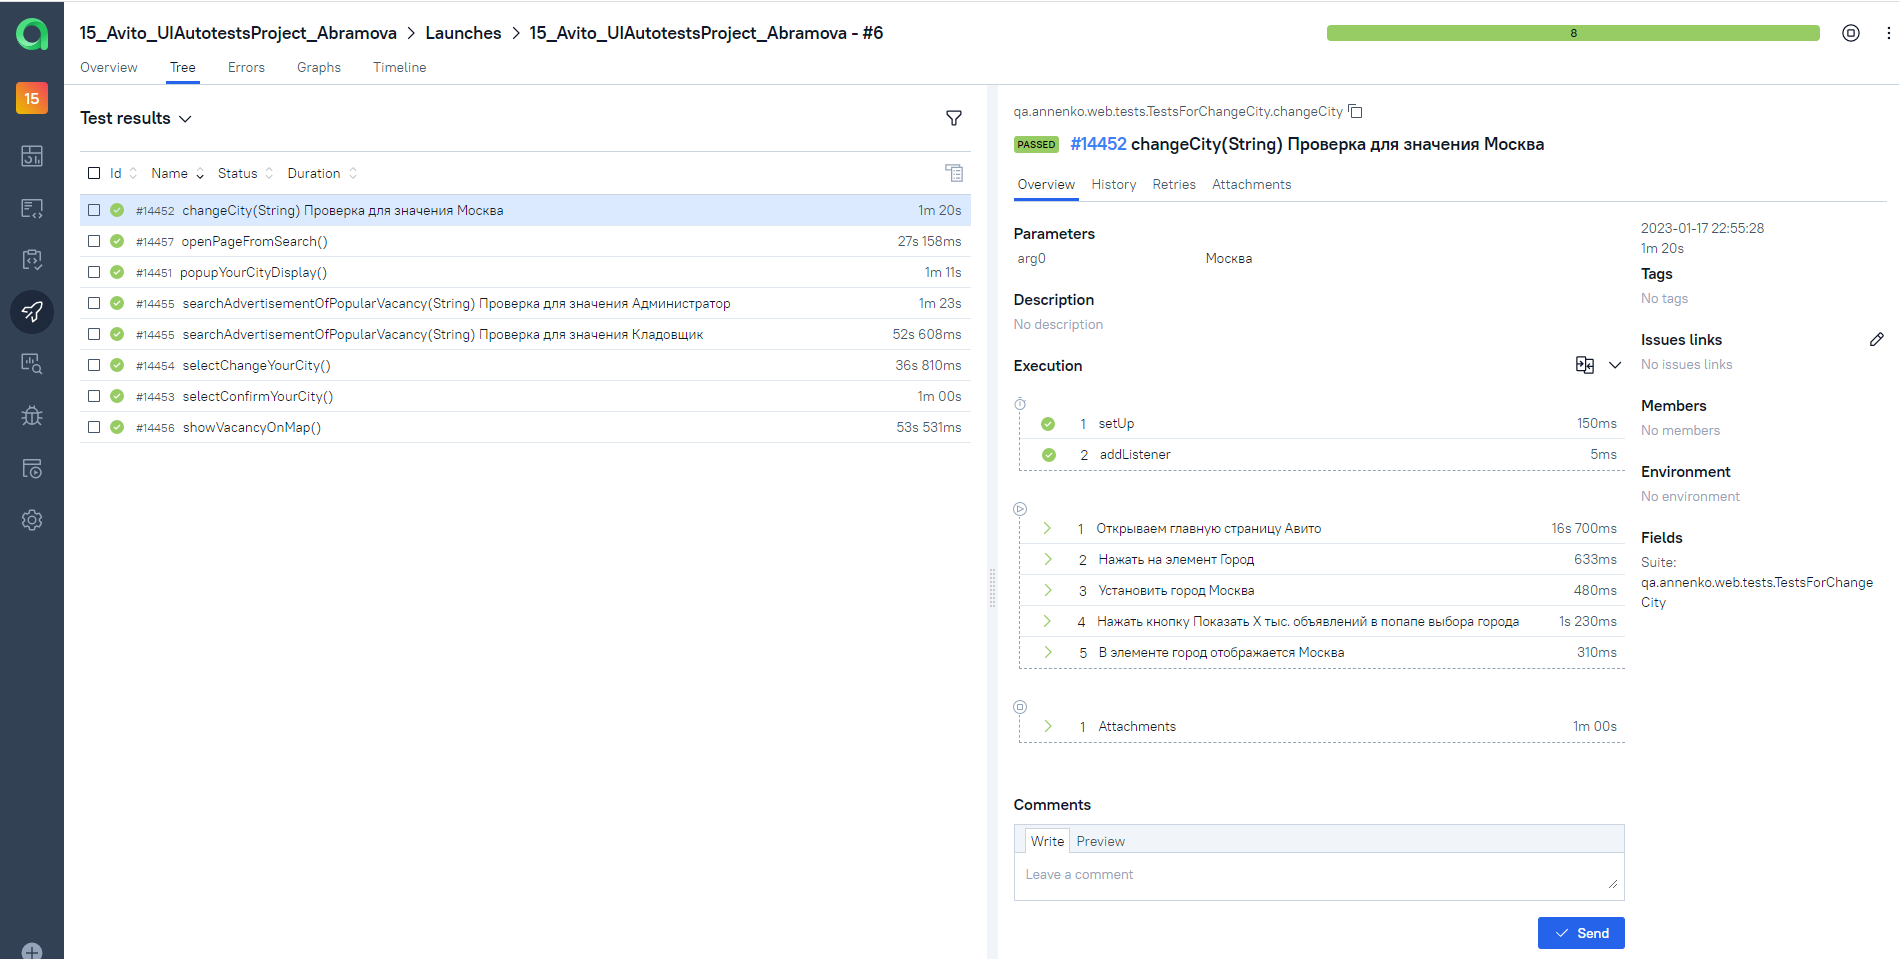 15_Avito_UIAutotestsProject_Abramova > Launches > 15_Avito_UIAutotestsProject_Abramova - #6
8
Overview Tree Errors Graphs Timeline
15
Test results
Id Name Status Duration
#14452 changeCity(String) Проверка для значения Москва 1m 20s
#14457 openPageFromSearch() 27s 158ms
#14451 popupYourCityDisplay() 1m 11s
#14455 searchAdvertisementOfPopularVacancy(String) Проверка для значения Администратор 1m 23s
#14455 searchAdvertisementOfPopularVacancy(String) Проверка для значения Кладовщик 52s 608ms
#14454 selectChangeYourCity() 36s 810ms
#14453 selectConfirmYourCity() 1m 00s
#14456 showVacancyOnMap() 53s 531ms
qa.annenko.web.tests.TestsForChangeCity.changeCity
PASSED #14452 changeCity(String) Проверка для значения Москва
Overview History Retries Attachments
Parameters
arg0 Москва
Description
No description
Execution
1 setUp 150ms
2 addListener 5ms
1 Открываем главную страницу Авито 16s 700ms
2 Нажать на элемент Город 633ms
3 Установить город Москва 480ms
4 Нажать кнопку Показать X тыс. объявлений в попапе выбора города 1s 230ms
5 В элементе город отображается Москва 310ms
1 Attachments 1m 00s
Comments
Write Preview
Leave a comment
Send
2023-01-17 22:55:28
1m 20s
Tags
No tags
Issues links
No issues links
Members
No members
Environment
No environment
Fields
Suite:
qa.annenko.web.tests.TestsForChange
City